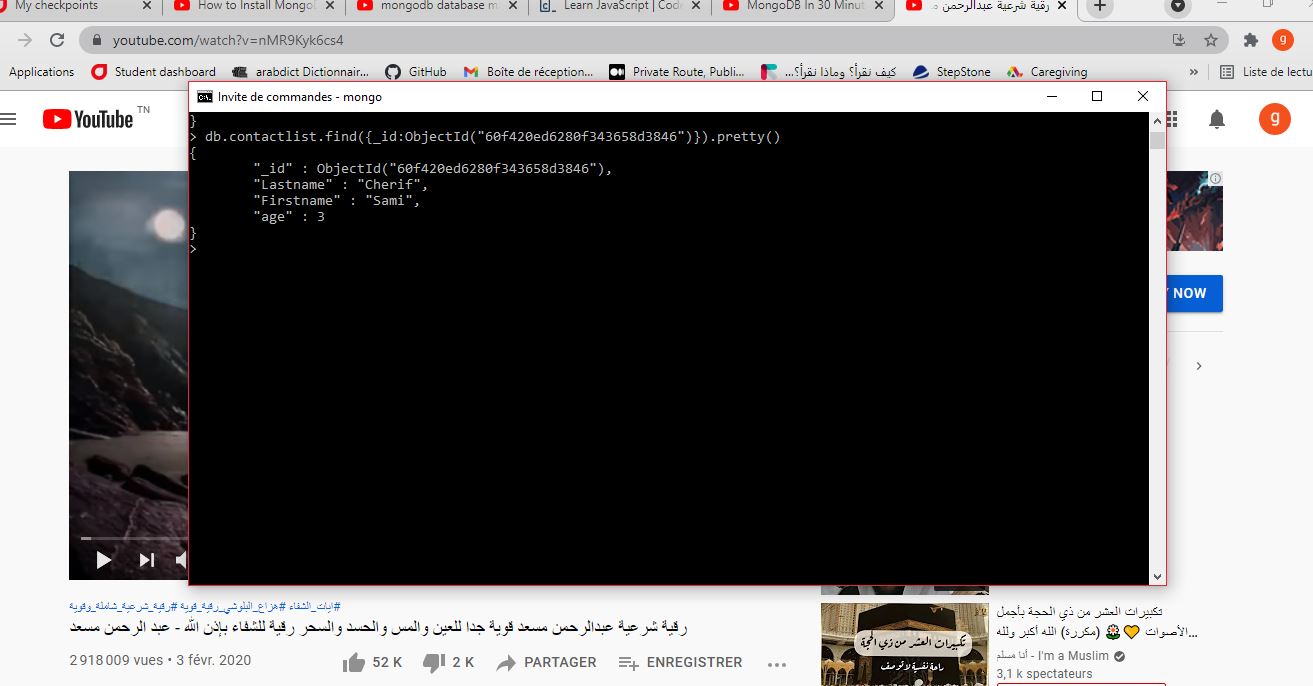 My checkpoints
How to Install Mongo
mongodb database m
Learn JavaScript | Cod
MongoDB In 30 Minut
رقية شرعية عبدالرحمن م
youtube.com/watch?v=nMR9Kyk6cs4
g
Applications
Student dashboard
arabdict Dictionnair...
GitHub
Boîte de réception...
Private Route, Publi...
كيف نقرأ؟ وماذا نقرأ؟...
StepStone
Caregiving
»
Liste de lectu
YouTube TN
g
Invite de commandes - mongo
}
> db.contactlist.find({_id:ObjectId("60f420ed6280f343658d3846")}).pretty()
{
"_id" : ObjectId("60f420ed6280f343658d3846"),
"Lastname" : "Cherif",
"Firstname" : "Sami",
"age" : 3
}
>
NOW
#ايات_الشفاء #هزاع_البلوشي_رقية_قوية #رقية_شرعية_شاملة_وقوية
رقية شرعية عبدالرحمن مسعد قوية جدا للعين والمس والحسد والسحر رقية للشفاء بإذن الله - عبد الرحمن مسعد
2 918 009 vues • 3 févr. 2020
52 K
2 K
PARTAGER
ENREGISTRER
تكبيرات العشر من ذي الحجة
راحة نفسية لا توصف
تكبيرات العشر من ذي الحجة بأجمل
الأصوات 💛 🌼 (مكررة) الله أكبر ولله...
أنا مسلم - I'm a Muslim
3,1 k spectateurs